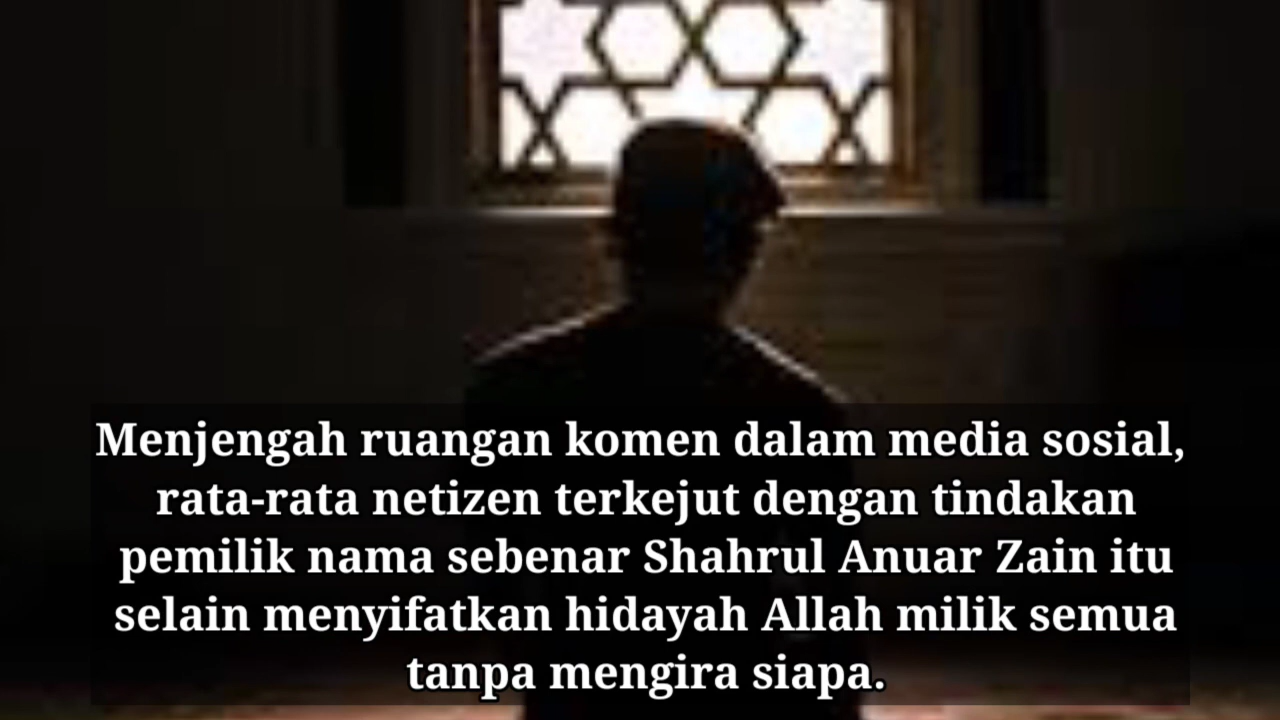 Menjengah ruangan komen dalam media sosial,
rata-rata netizen terkejut dengan tindakan
pemilik nama sebenar Shahrul Anuar Zain itu
selain menyifatkan hidayah Allah milik semua
tanpa mengira siapa.